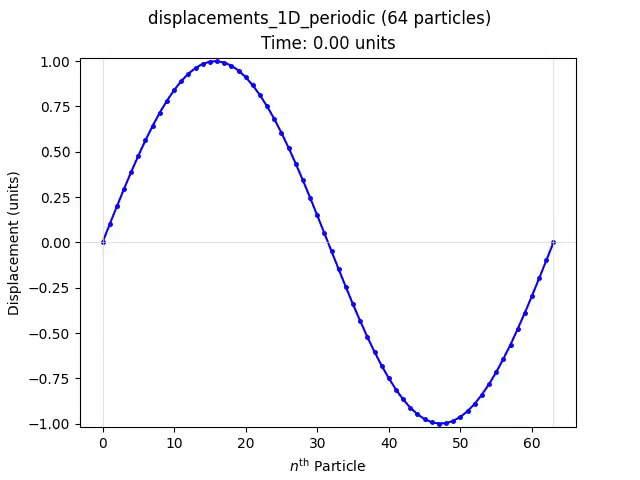 displacements_1D_periodic (64 particles)
Time: 0.00 units
1.00
0.75
0.50
0.25
0.00
−0.25
−0.50
−0.75
−1.00
Displacement (units)
0 10 20 30 40 50 60
nᵗʰ Particle